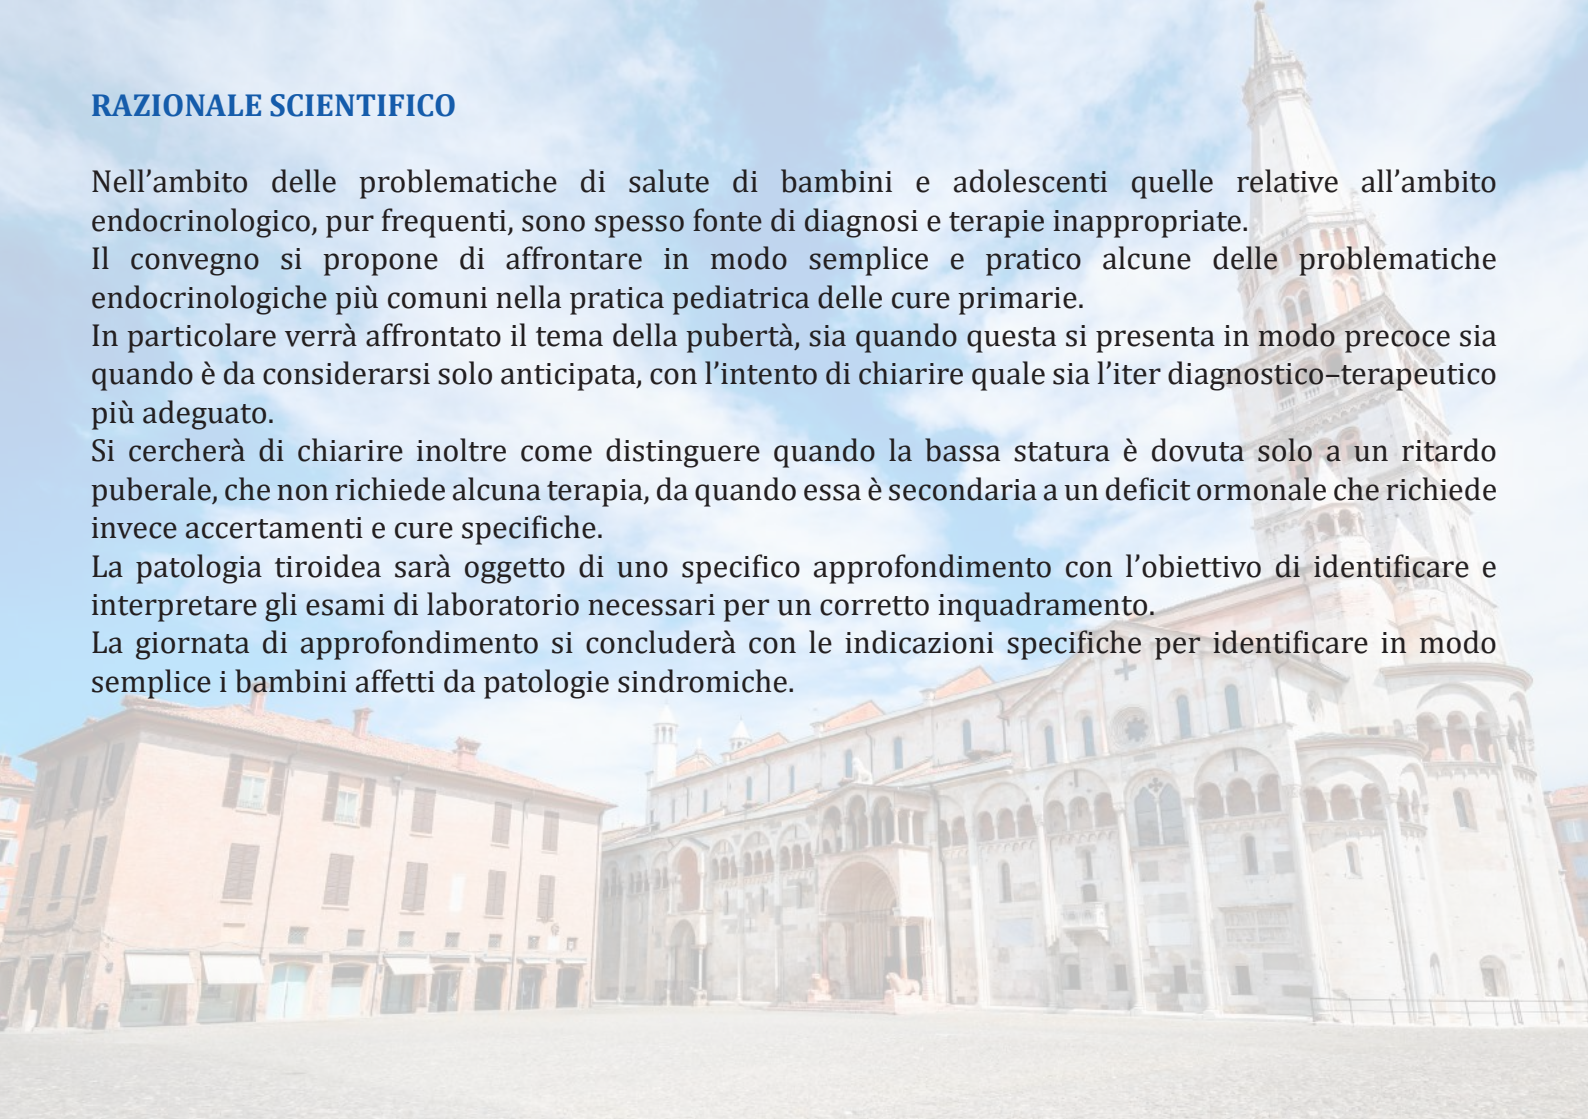 RAZIONALE SCIENTIFICO
Nell’ambito delle problematiche di salute di bambini e adolescenti quelle relative all’ambito
endocrinologico, pur frequenti, sono spesso fonte di diagnosi e terapie inappropriate.
Il convegno si propone di affrontare in modo semplice e pratico alcune delle problematiche
endocrinologiche più comuni nella pratica pediatrica delle cure primarie.
In particolare verrà affrontato il tema della pubertà, sia quando questa si presenta in modo precoce sia
quando è da considerarsi solo anticipata, con l’intento di chiarire quale sia l’iter diagnostico–terapeutico
più adeguato.
Si cercherà di chiarire inoltre come distinguere quando la bassa statura è dovuta solo a un ritardo
puberale, che non richiede alcuna terapia, da quando essa è secondaria a un deficit ormonale che richiede
invece accertamenti e cure specifiche.
La patologia tiroidea sarà oggetto di uno specifico approfondimento con l’obiettivo di identificare e
interpretare gli esami di laboratorio necessari per un corretto inquadramento.
La giornata di approfondimento si concluderà con le indicazioni specifiche per identificare in modo
semplice i bambini affetti da patologie sindromiche.